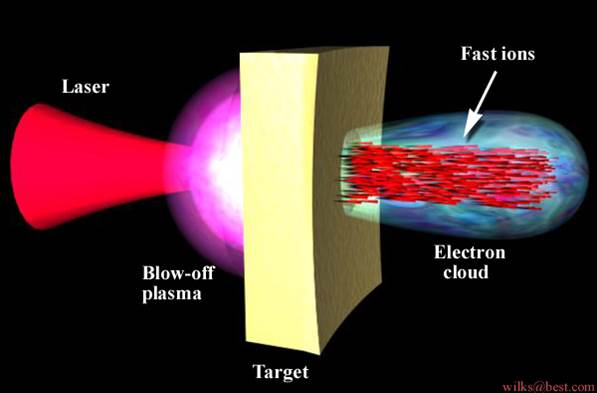 Fast ions
Laser
Blow-off
plasma
Electron
cloud
Target
wilks@best.com